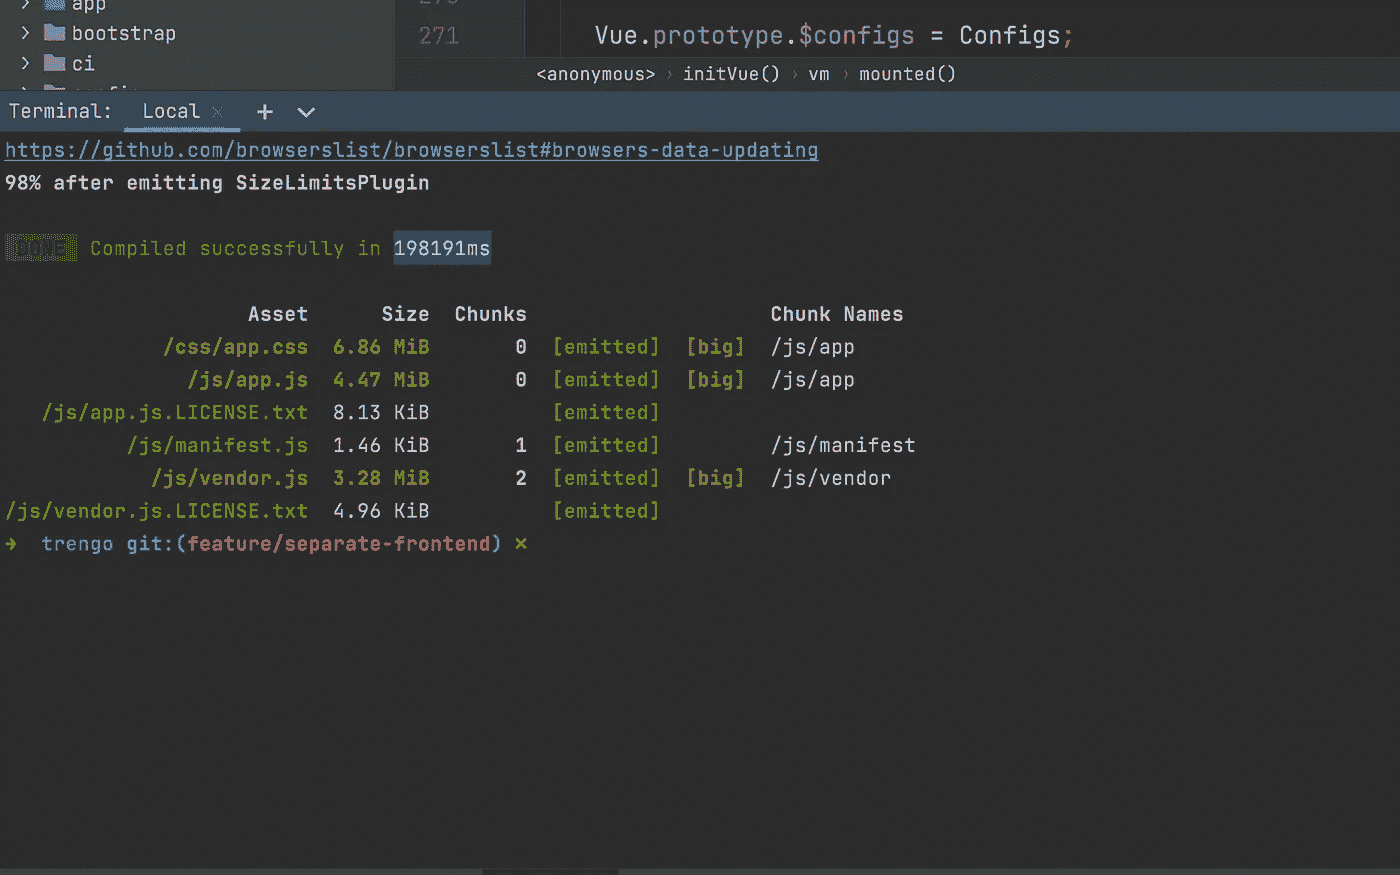 app
bootstrap
ci
271 Vue.prototype.$configs = Configs;
<anonymous> › initVue() › vm › mounted()
Terminal: Local × +
https://github.com/browserslist/browserslist#browsers-data-updating
98% after emitting SizeLimitsPlugin
DONE Compiled successfully in 198191ms
Asset Size Chunks Chunk Names
/css/app.css 6.86 MiB 0 [emitted] [big] /js/app
/js/app.js 4.47 MiB 0 [emitted] [big] /js/app
/js/app.js.LICENSE.txt 8.13 KiB [emitted]
/js/manifest.js 1.46 KiB 1 [emitted] /js/manifest
/js/vendor.js 3.28 MiB 2 [emitted] [big] /js/vendor
/js/vendor.js.LICENSE.txt 4.96 KiB [emitted]
➜ trengo git:(feature/separate-frontend) ×